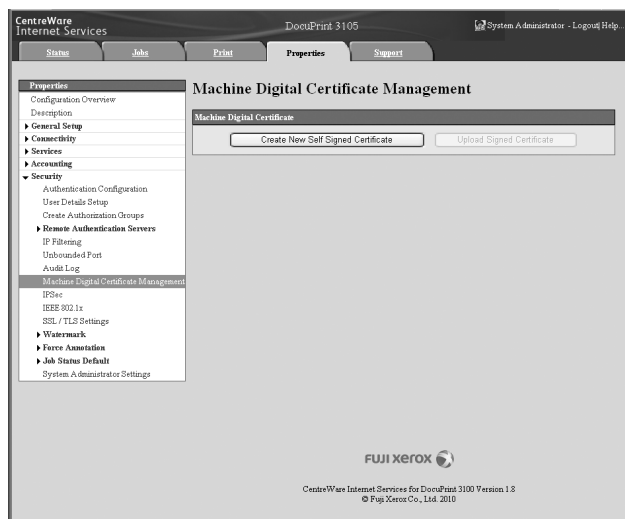 CentreWare
Internet Services
DocuPrint 3105
System Administrator - Logout| Help...
Status
Jobs
Print
Properties
Support
Properties
Configuration Overview
Description
General Setup
Connectivity
Services
Accounting
Security
Authentication Configuration
User Details Setup
Create Authorization Groups
Remote Authentication Servers
IP Filtering
Unbounded Port
Audit Log
Machine Digital Certificate Management
IPSec
IEEE 802.1x
SSL / TLS Settings
Watermark
Force Annotation
Job Status Default
System Administrator Settings
Machine Digital Certificate Management
Machine Digital Certificate
Create New Self Signed Certificate
Upload Signed Certificate
FUJI xerox
CentreWare Internet Services for DocuPrint 3100 Version 1.8
© Fuji Xerox Co., Ltd. 2010